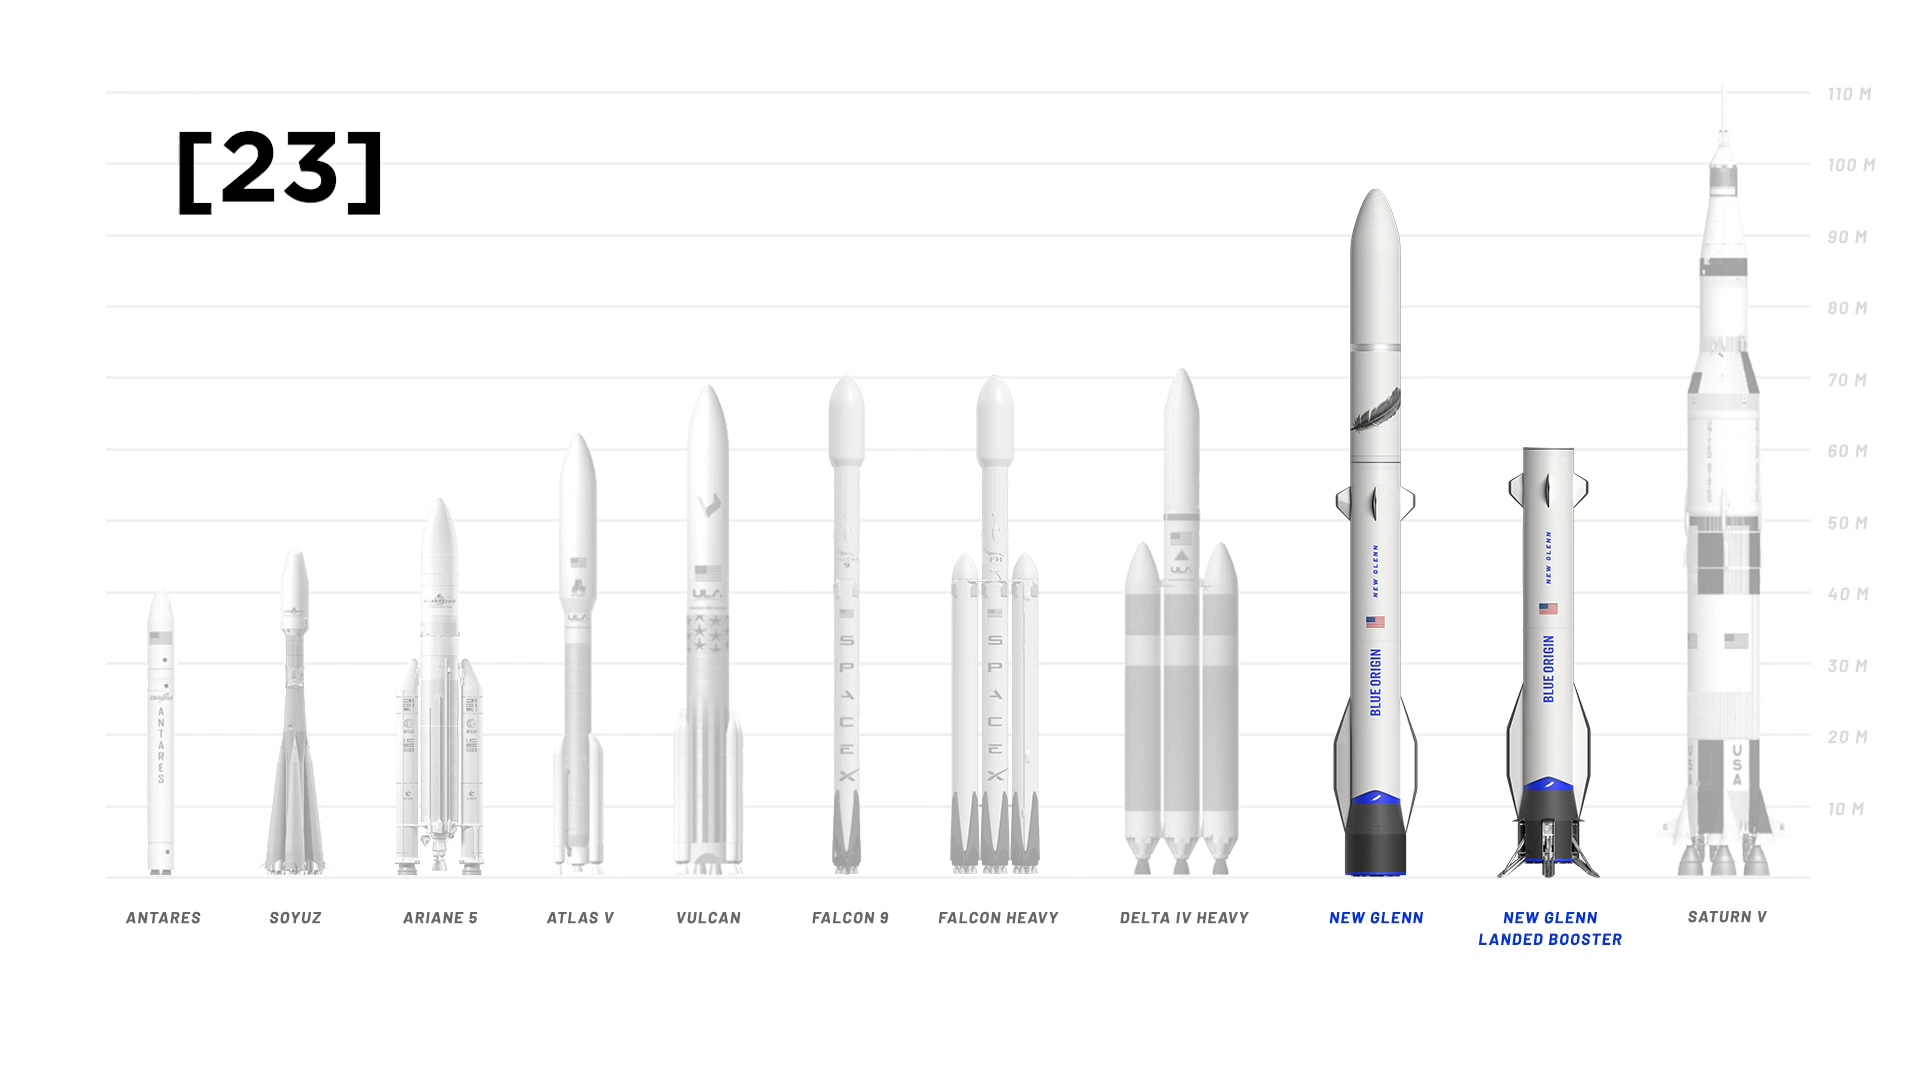 110 M
[23]
100 M
90 M
80 M
70 M
60 M
50 M
40 M
30 M
20 M
10 M
ANTARES
ULA
ULA
ULA
SPACEX
SPACEX
NEW GLENN
BLUE ORIGIN
NEW GLENN
BLUE ORIGIN
USA
ANTARES
SOYUZ
ARIANE 5
ATLAS V
VULCAN
FALCON 9
FALCON HEAVY
DELTA IV HEAVY
NEW GLENN
NEW GLENN
LANDED BOOSTER
SATURN V